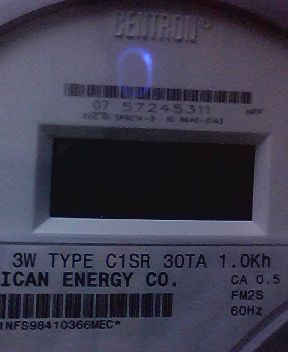 CENTRON®
07 57245311
3W TYPE C1SR 30TA 1.0Kh
ICAN ENERGY CO. CA 0.5
FM2S
60Hz
1NFS98410366MEC*